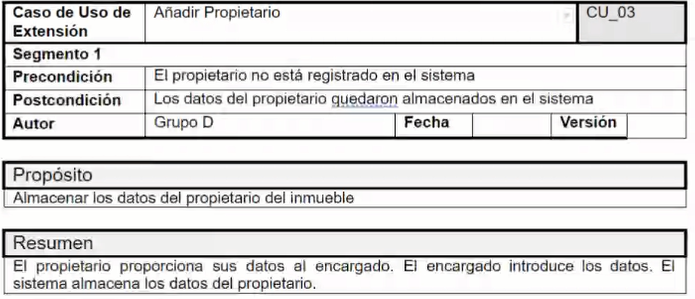 Caso de Uso de Extensión Añadir Propietario CU_03
Segmento 1
Precondición El propietario no está registrado en el sistema
Postcondición Los datos del propietario quedaron almacenados en el sistema
Autor Grupo D Fecha Versión
Propósito
Almacenar los datos del propietario del inmueble
Resumen
El propietario proporciona sus datos al encargado. El encargado introduce los datos. El
sistema almacena los datos del propietario.